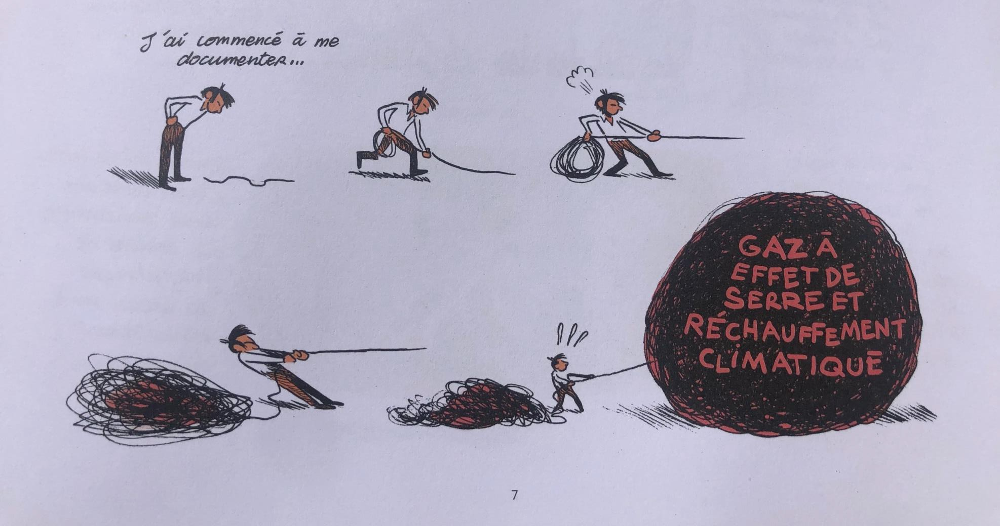 J'ai commencé à me
documenter...
GAZ À
EFFET DE
SERRE ET
RÉCHAUFFEMENT
CLIMATIQUE
7